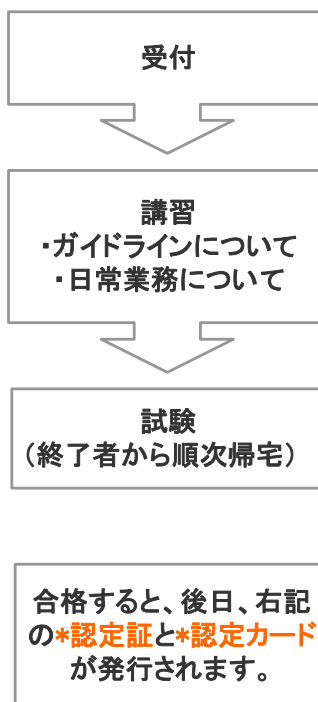 受付
講習
・ガイドラインについて
・日常業務について
試験
（終了者から順次帰宅）
合格すると、後日、右記
の*認定証と*認定カード
が発行されます。